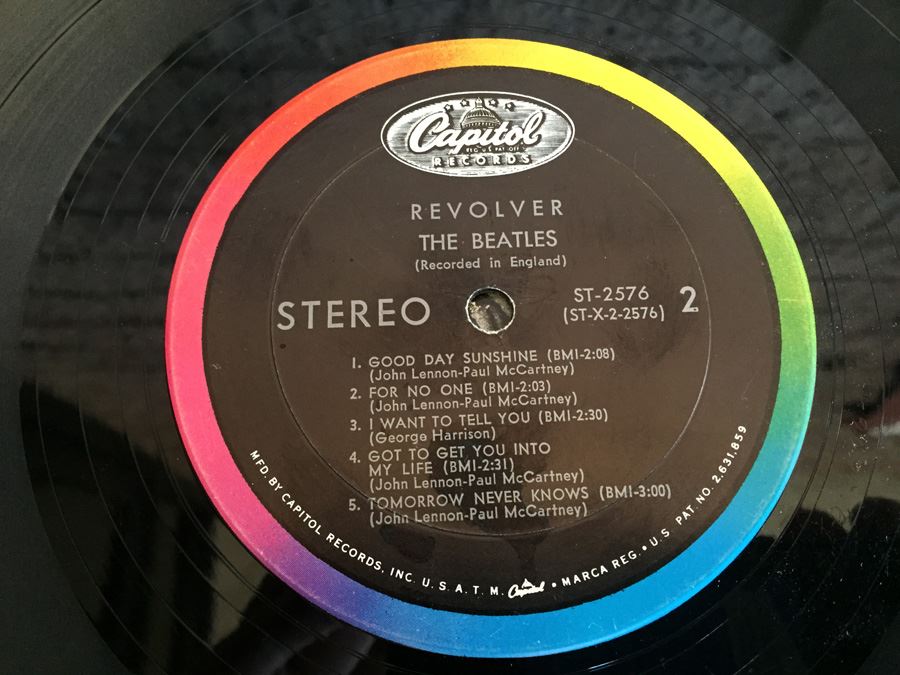 Capitol
REG. U.S. PAT. OFF.
RECORDS
REVOLVER
THE BEATLES
(Recorded in England)
STEREO
ST-2576
(ST-X-2-2576)
2
1. GOOD DAY SUNSHINE (BMI-2:08)
(John Lennon-Paul McCartney)
2. FOR NO ONE (BMI-2:03)
(John Lennon-Paul McCartney)
3. I WANT TO TELL YOU (BMI-2:30)
(George Harrison)
4. GOT TO GET YOU INTO
MY LIFE (BMI-2:31)
(John Lennon-Paul McCartney)
5. TOMORROW NEVER KNOWS (BMI-3:00)
(John Lennon-Paul McCartney)
MFD. BY CAPITOL RECORDS, INC. U. S. A. T. M. Capitol • MARCA REG. • U. S. PAT. NO. 2,631,859